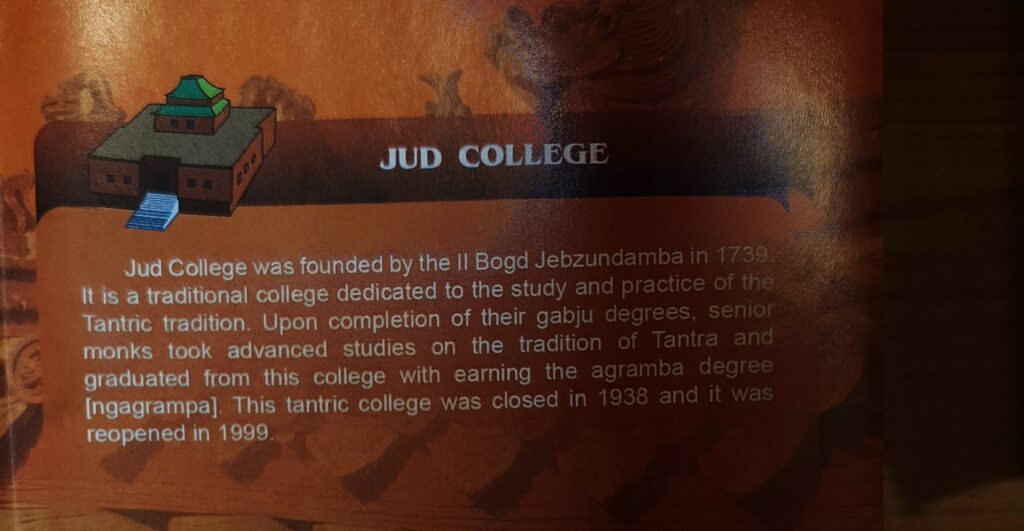 JUD COLLEGE
Jud College was founded by the II Bogd Jebzundamba in 1739.
It is a traditional college dedicated to the study and practice of the
Tantric tradition. Upon completion of their gabju degrees, senior
monks took advanced studies on the tradition of Tantra and
graduated from this college with earning the agramba degree
[ngagrampa]. This tantric college was closed in 1938 and it was
reopened in 1999.